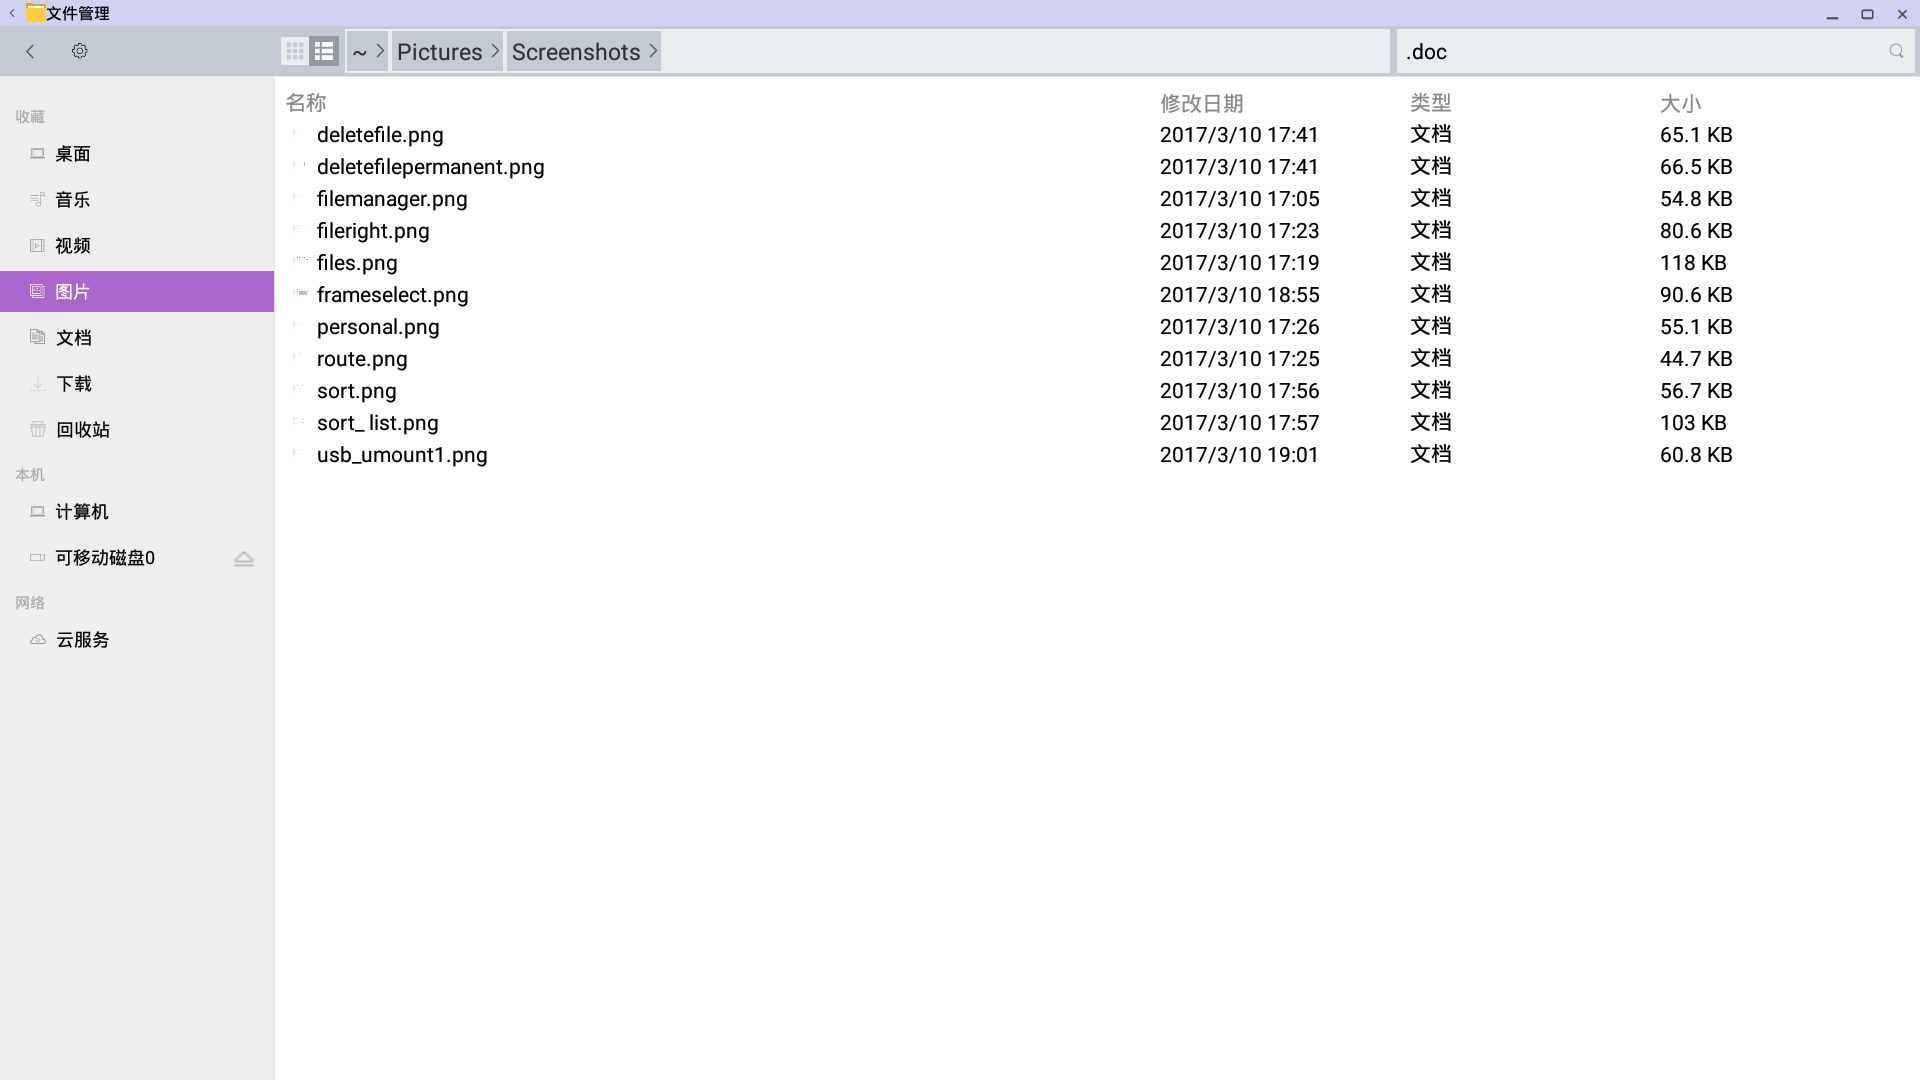 文件管理
~ Pictures Screenshots .doc
收藏
桌面
音乐
视频
图片
文档
下载
回收站
本机
计算机
可移动磁盘0
网络
云服务
名称 修改日期 类型 大小
deletefile.png 2017/3/10 17:41 文档 65.1 KB
deletefilepermanent.png 2017/3/10 17:41 文档 66.5 KB
filemanager.png 2017/3/10 17:05 文档 54.8 KB
fileright.png 2017/3/10 17:23 文档 80.6 KB
files.png 2017/3/10 17:19 文档 118 KB
frameselect.png 2017/3/10 18:55 文档 90.6 KB
personal.png 2017/3/10 17:26 文档 55.1 KB
route.png 2017/3/10 17:25 文档 44.7 KB
sort.png 2017/3/10 17:56 文档 56.7 KB
sort_ list.png 2017/3/10 17:57 文档 103 KB
usb_umount1.png 2017/3/10 19:01 文档 60.8 KB